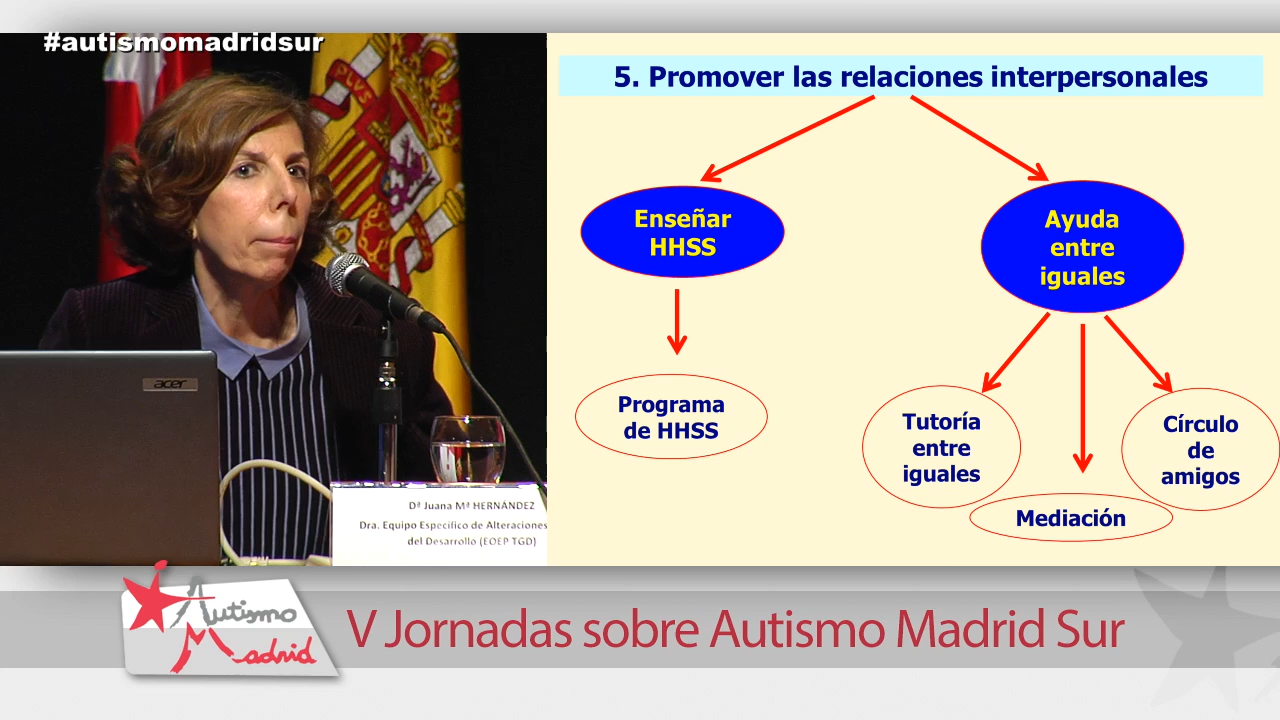 #autismomadridsur
5. Promover las relaciones interpersonales
Enseñar
HHSS
Ayuda
entre
iguales
Programa
de HHSS
Tutoría
entre
iguales
Mediación
Círculo
de
amigos
acer
Dª Juana Mª HERNÁNDEZ
Dra. Equipo Específico de Alteraciones
del Desarrollo (EOEP TGD)
Autismo
Madrid
V Jornadas sobre Autismo Madrid Sur